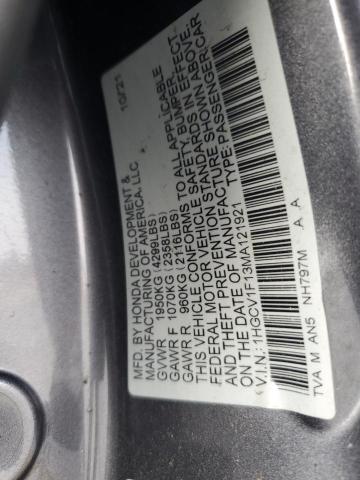 MFD. BY HONDA DEVELOPMENT & 10/21
MANUFACTURING OF AMERICA, LLC
GVWR 1950KG (4299LBS)
GAWR F 1070KG (2358LBS)
GAWR R 960KG (2116LBS)
THIS VEHICLE CONFORMS TO ALL APPLICABLE
FEDERAL MOTOR VEHICLE SAFETY, BUMPER EFFECT,
AND THEFT PREVENTION STANDARDS IN
ON THE DATE OF MANUFACTURE SHOWN ABOVE.
V.I.N.: 1HGCV1F13MA121921 TYPE: PASSENGER CAR
TVA M AN5 NH797M A A